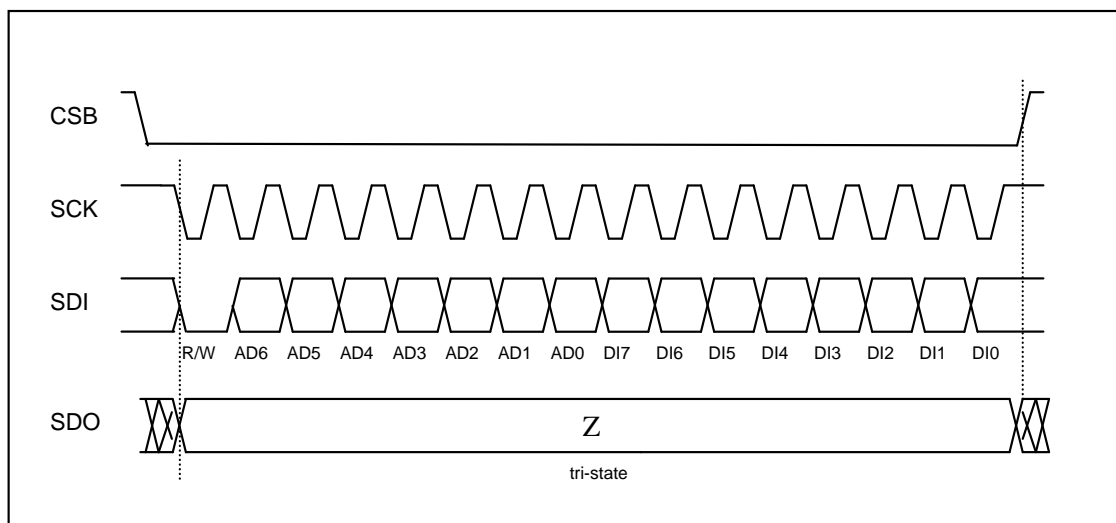 CSB
SCK
SDI
R/W AD6 AD5 AD4 AD3 AD2 AD1 AD0 DI7 DI6 DI5 DI4 DI3 DI2 DI1 DI0
SDO
Z
tri-state